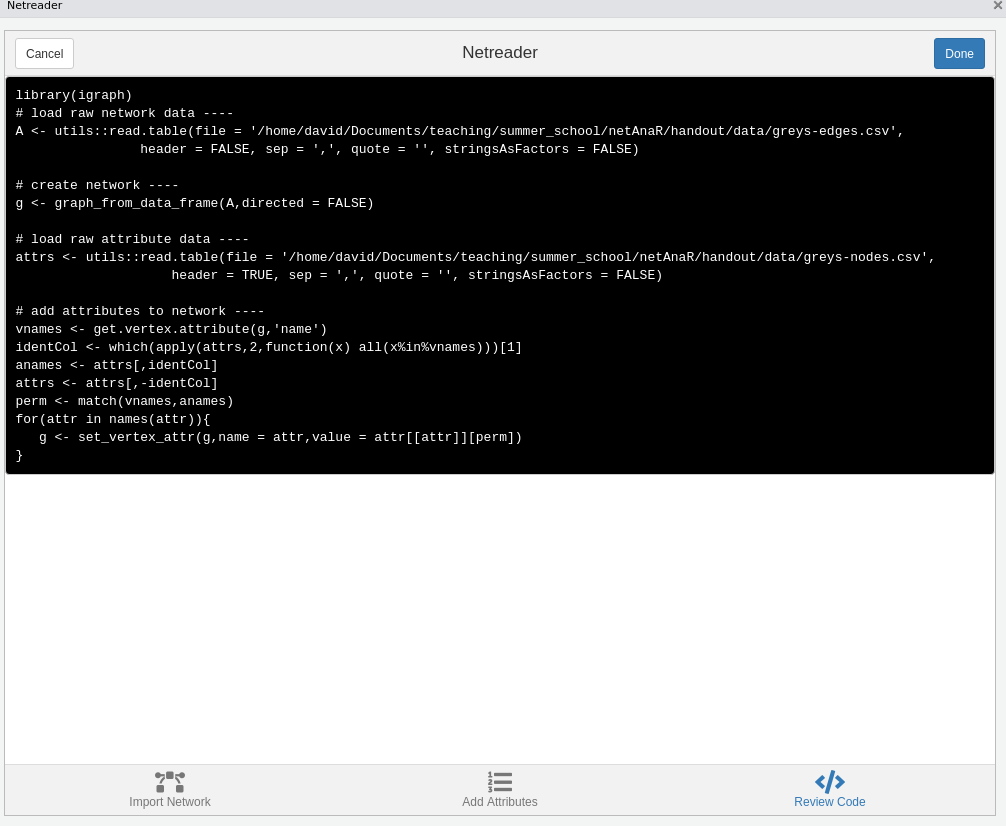 Netreader
Cancel
Netreader
Done
library(igraph)
# load raw network data ----
A <- utils::read.table(file = '/home/david/Documents/teaching/summer_school/netAnaR/handout/data/greys-edges.csv',
                header = FALSE, sep = ',', quote = '', stringsAsFactors = FALSE)

# create network ----
g <- graph_from_data_frame(A,directed = FALSE)

# load raw attribute data ----
attrs <- utils::read.table(file = '/home/david/Documents/teaching/summer_school/netAnaR/handout/data/greys-nodes.csv',
                    header = TRUE, sep = ',', quote = '', stringsAsFactors = FALSE)

# add attributes to network ----
vnames <- get.vertex.attribute(g,'name')
identCol <- which(apply(attrs,2,function(x) all(x%in%vnames)))[1]
anames <- attrs[,identCol]
attrs <- attrs[,-identCol]
perm <- match(vnames,anames)
for(attr in names(attr)){
   g <- set_vertex_attr(g,name = attr,value = attr[[attr]][perm])
}
Import Network
Add Attributes
Review Code